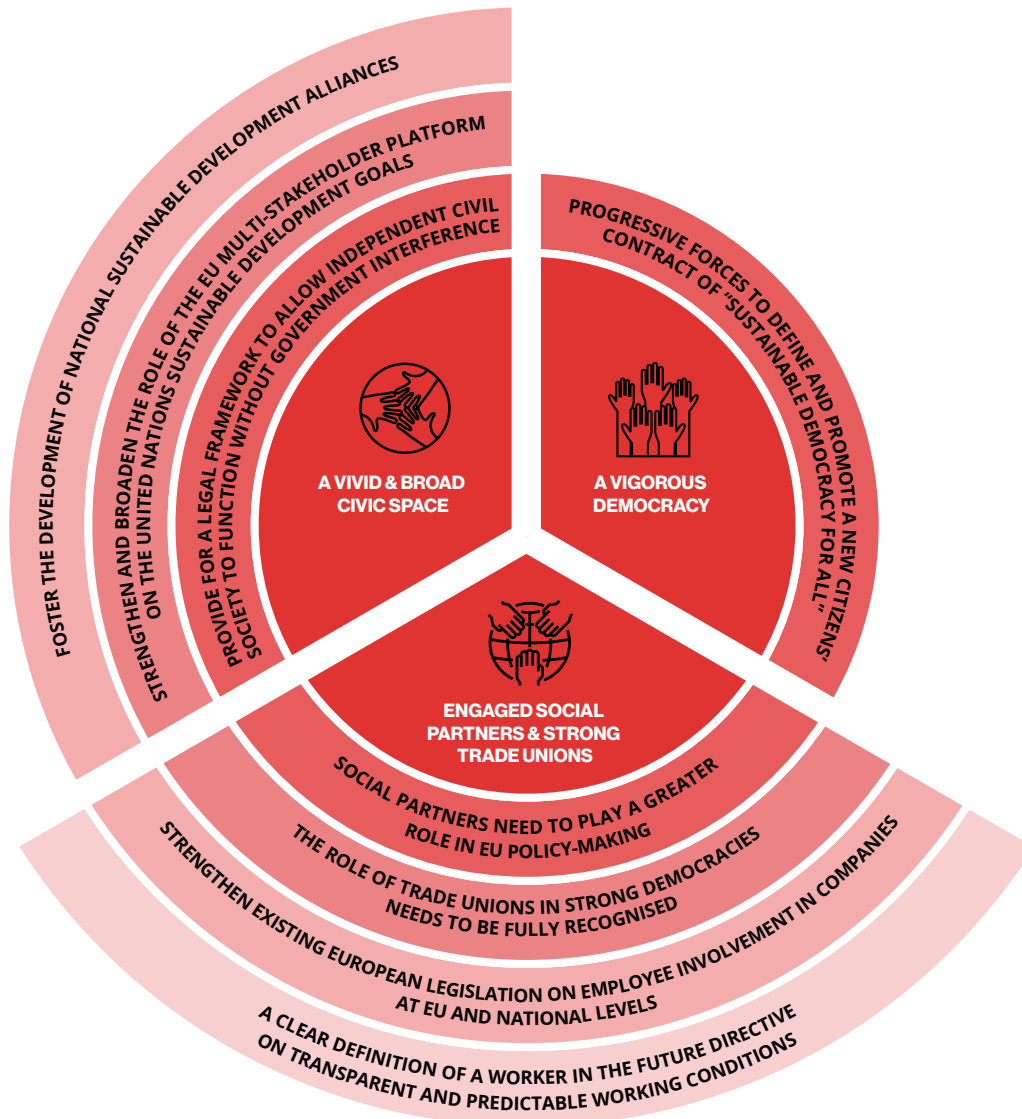 FOSTER THE DEVELOPMENT OF NATIONAL SUSTAINABLE DEVELOPMENT ALLIANCES
STRENGTHEN AND BROADEN THE ROLE OF THE EU MULTI-STAKEHOLDER PLATFORM
ON THE UNITED NATIONS SUSTAINABLE DEVELOPMENT GOALS
PROVIDE FOR A LEGAL FRAMEWORK TO ALLOW INDEPENDENT CIVIL
SOCIETY TO FUNCTION WITHOUT GOVERNMENT INTERFERENCE
A VIVID & BROAD
CIVIC SPACE
PROGRESSIVE FORCES TO DEFINE AND PROMOTE A NEW CITIZENS'
CONTRACT OF “SUSTAINABLE DEMOCRACY FOR ALL”
A VIGOROUS
DEMOCRACY
ENGAGED SOCIAL
PARTNERS & STRONG
TRADE UNIONS
SOCIAL PARTNERS NEED TO PLAY A GREATER
ROLE IN EU POLICY-MAKING
THE ROLE OF TRADE UNIONS IN STRONG DEMOCRACIES
NEEDS TO BE FULLY RECOGNISED
STRENGTHEN EXISTING EUROPEAN LEGISLATION ON EMPLOYEE INVOLVEMENT IN COMPANIES
AT EU AND NATIONAL LEVELS
A CLEAR DEFINITION OF A WORKER IN THE FUTURE DIRECTIVE
ON TRANSPARENT AND PREDICTABLE WORKING CONDITIONS